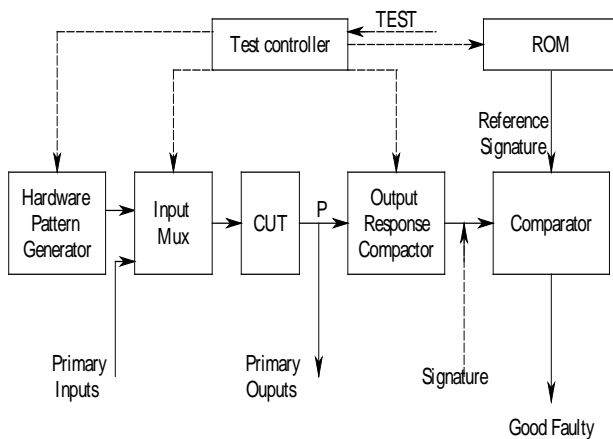 TEST
Test controller
ROM
Reference
Signature
Hardware
Pattern
Generator
Input
Mux
CUT
P
Output
Response
Compactor
Comparator
Primary
Inputs
Primary
Ouputs
Signature
Good Faulty